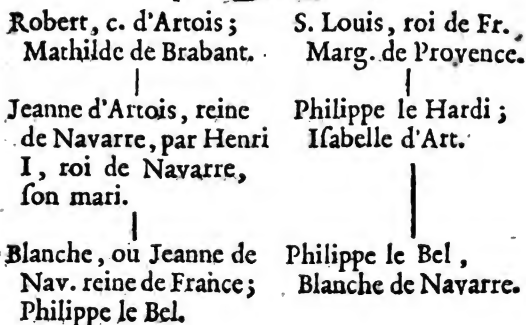 Robert, c. d'Artois ;
Mathilde de Brabant.
Jeanne d'Artois, reine
de Navarre, par Henri
I, roi de Navarre,
ſon mari.
Blanche, où Jeanne de
Nav. reine de France ;
Philippe le Bel.
S. Louis, roi de Fr.
Marg. de Provence.
Philippe le Hardi ;
Iſabelle d'Art.
Philippe le Bel,
Blanche de Navarre.